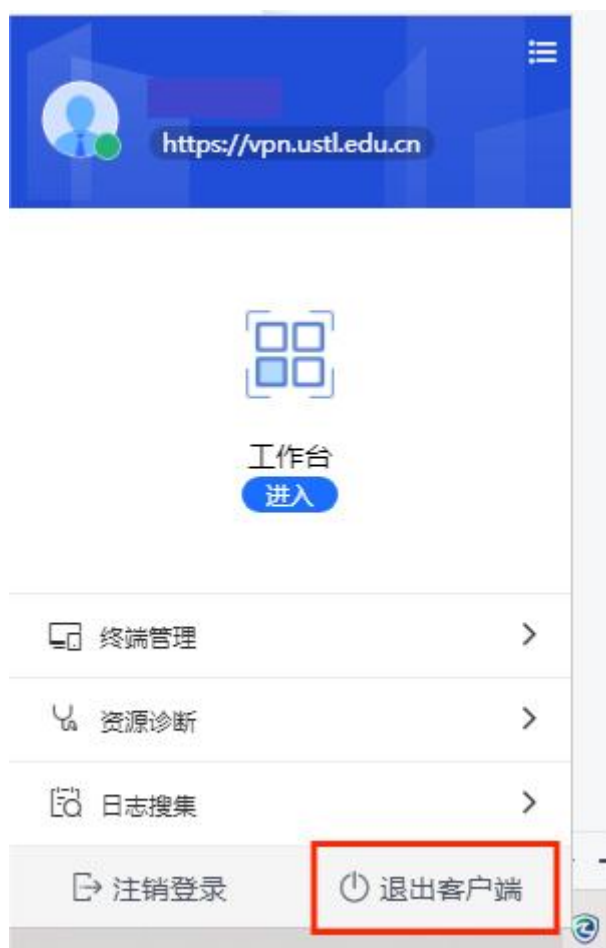 https://vpn.ustl.edu.cn
工作台
进入
终端管理
资源诊断
日志搜集
注销登录
退出客户端